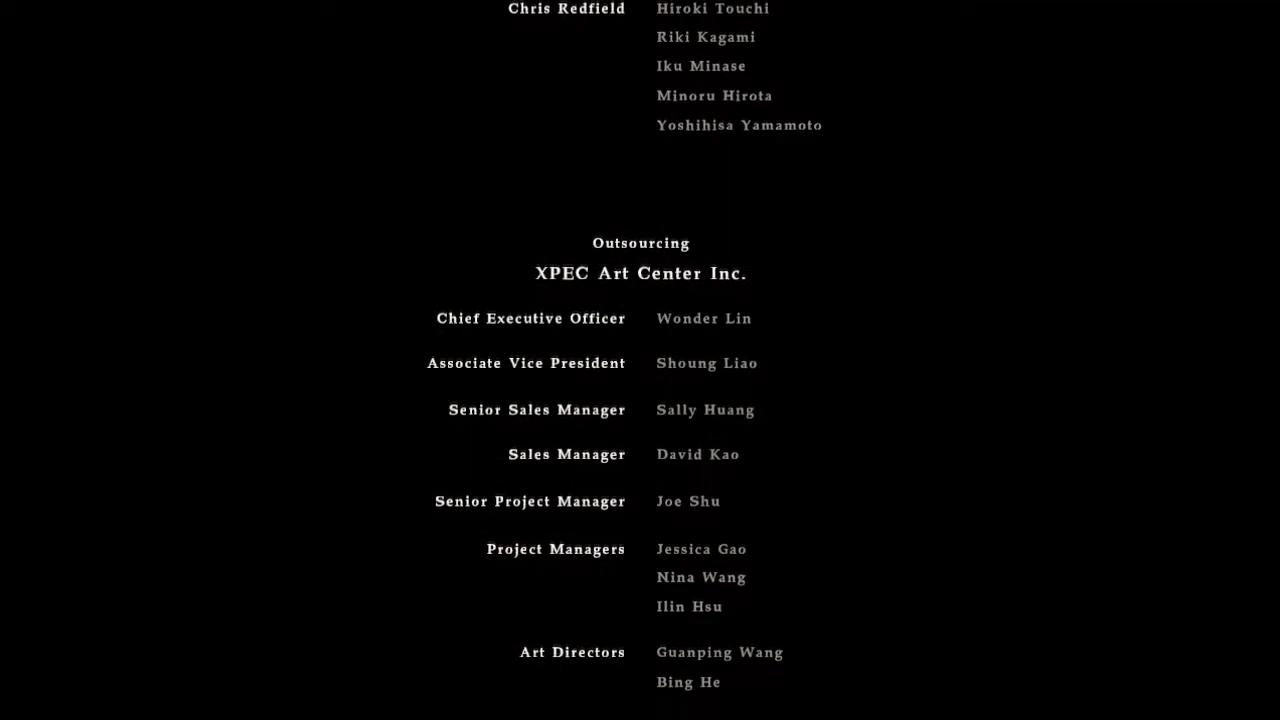 Chris Redfield Hiroki Touchi
Riki Kagami
Iku Minase
Minoru Hirota
Yoshihisa Yamamoto
Outsourcing
XPEC Art Center Inc.
Chief Executive Officer Wonder Lin
Associate Vice President Shoung Liao
Senior Sales Manager Sally Huang
Sales Manager David Kao
Senior Project Manager Joe Shu
Project Managers Jessica Gao
Nina Wang
Ilin Hsu
Art Directors Guanping Wang
Bing He